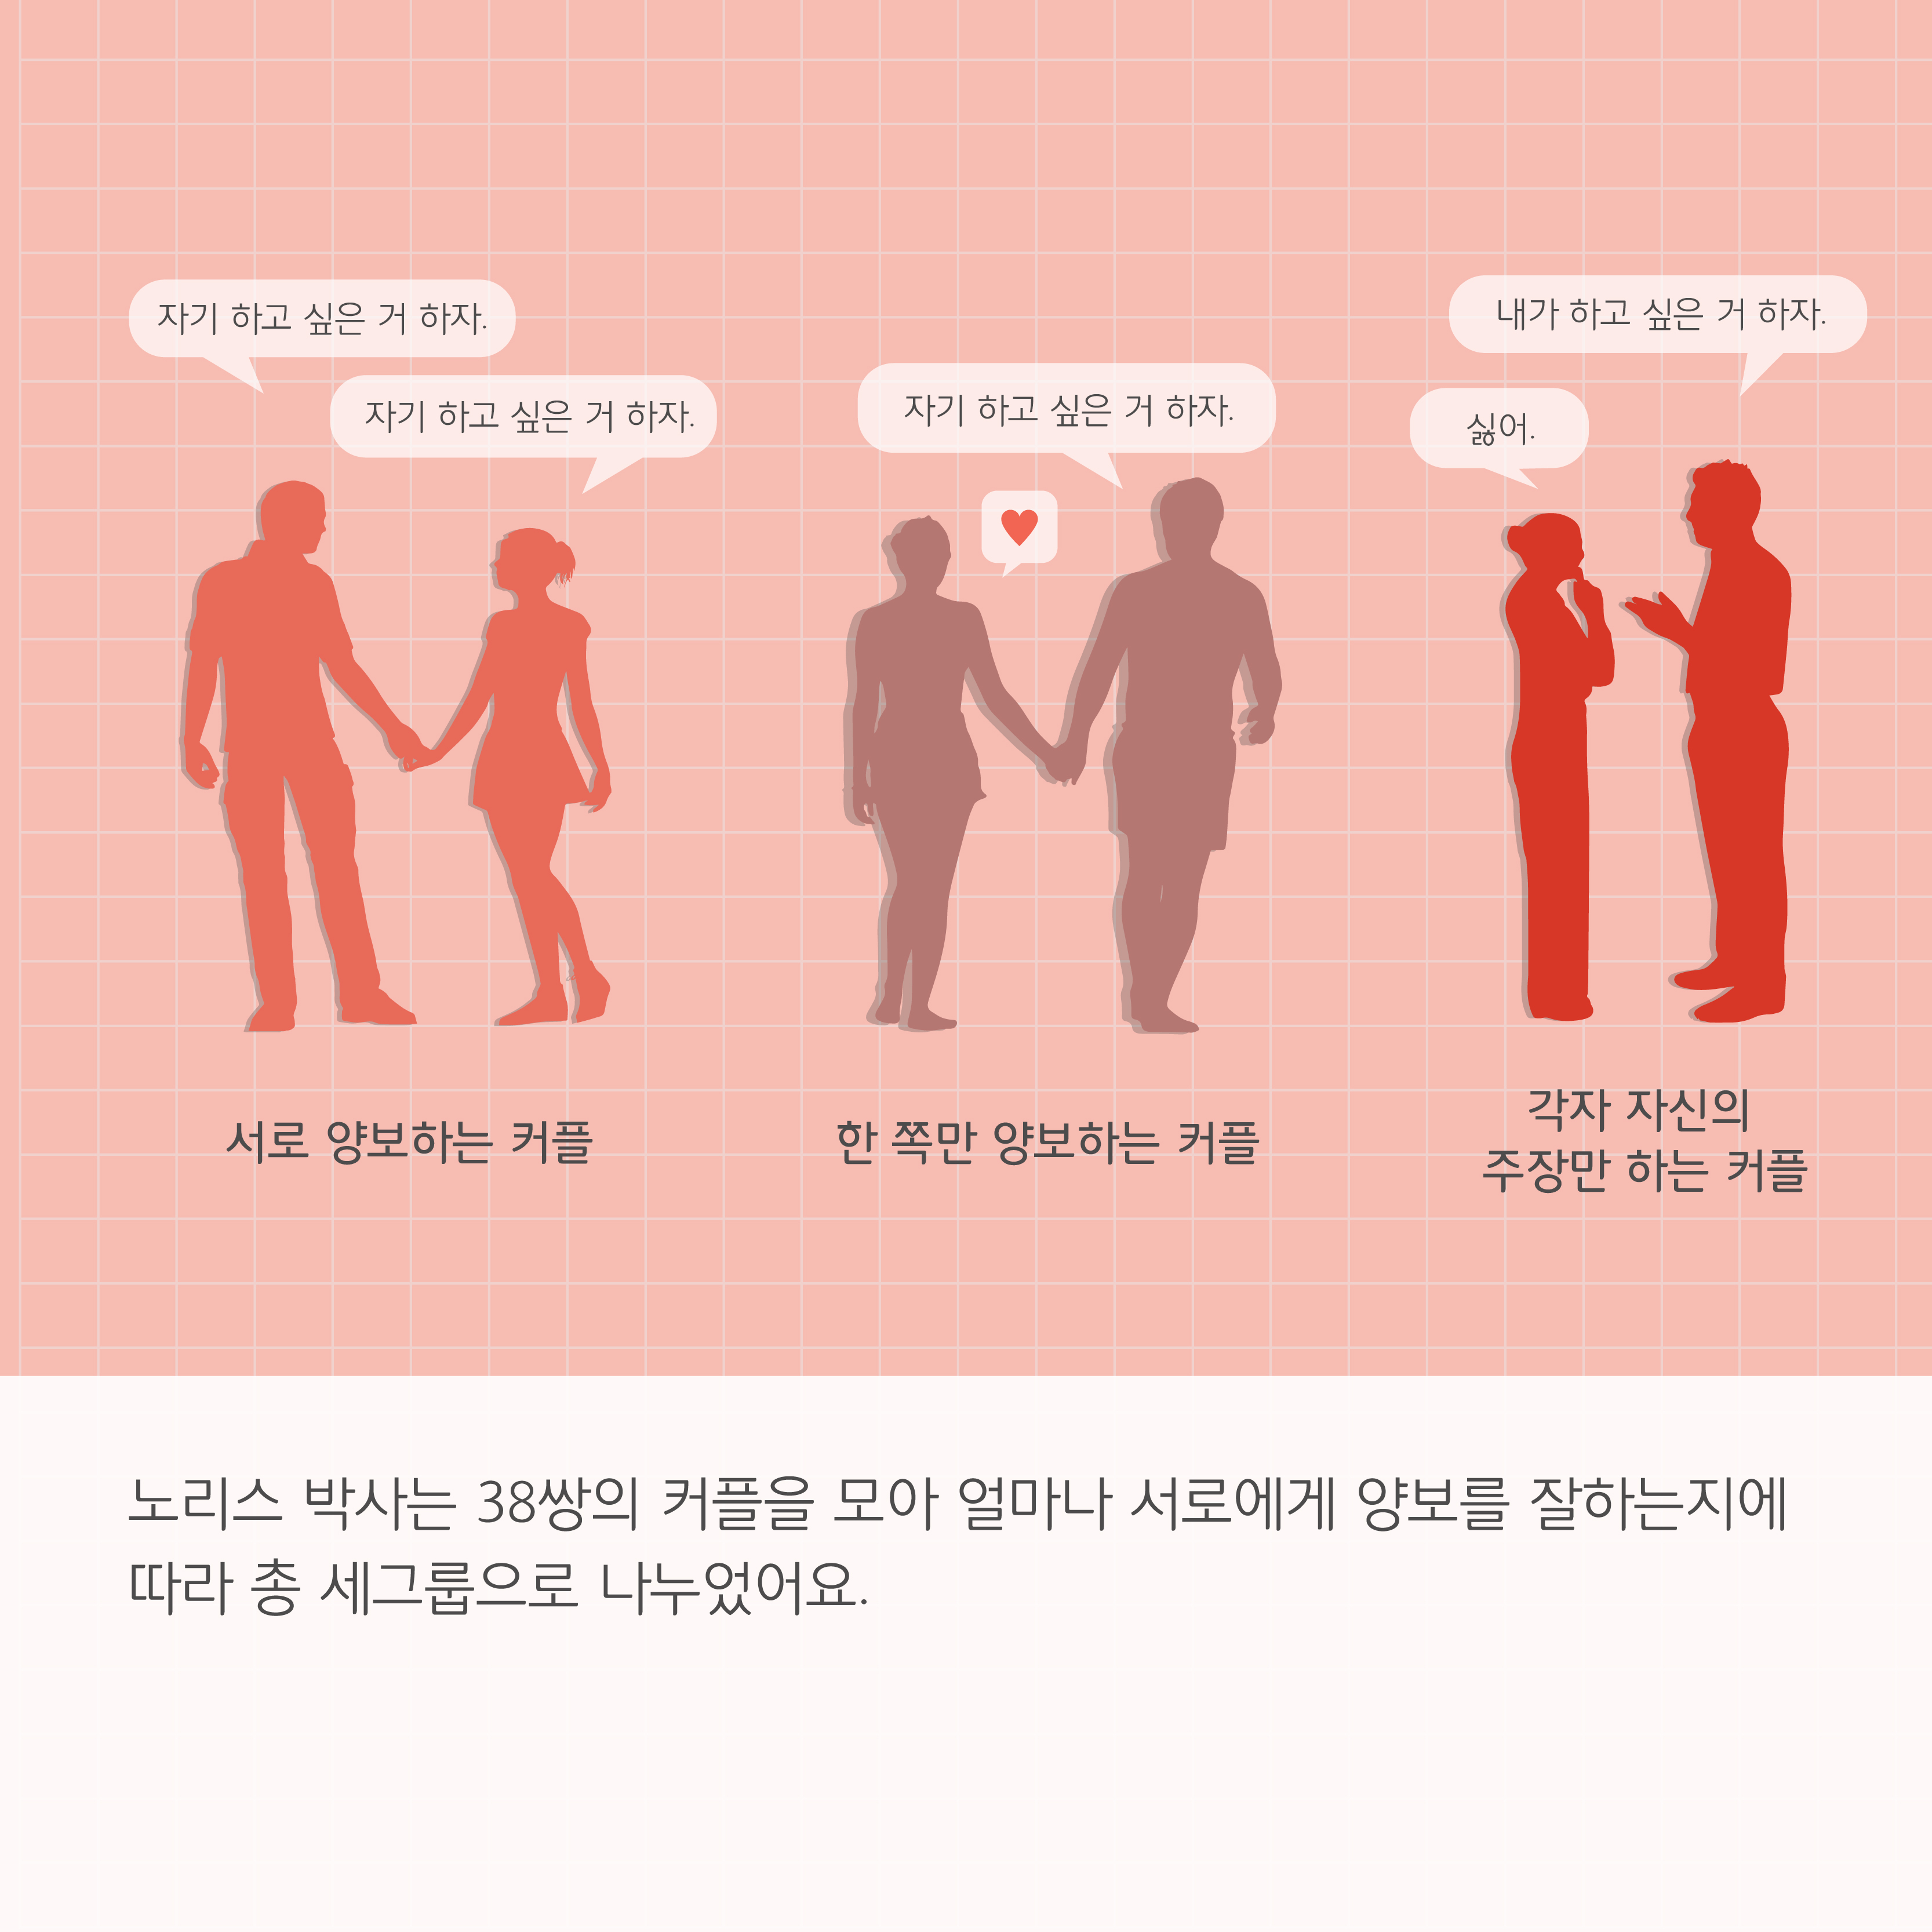 자기 하고 싶은 거 하자.
자기 하고 싶은 거 하자.
서로 양보하는 커플
자기 하고 싶은 거 하자.
한 쪽만 양보하는 커플
내가 하고 싶은 거 하자.
싫어.
각자 자신의
주장만 하는 커플
노리스 박사는 38쌍의 커플을 모아 얼마나 서로에게 양보를 잘하는지에
따라 총 세그룹으로 나누었어요.